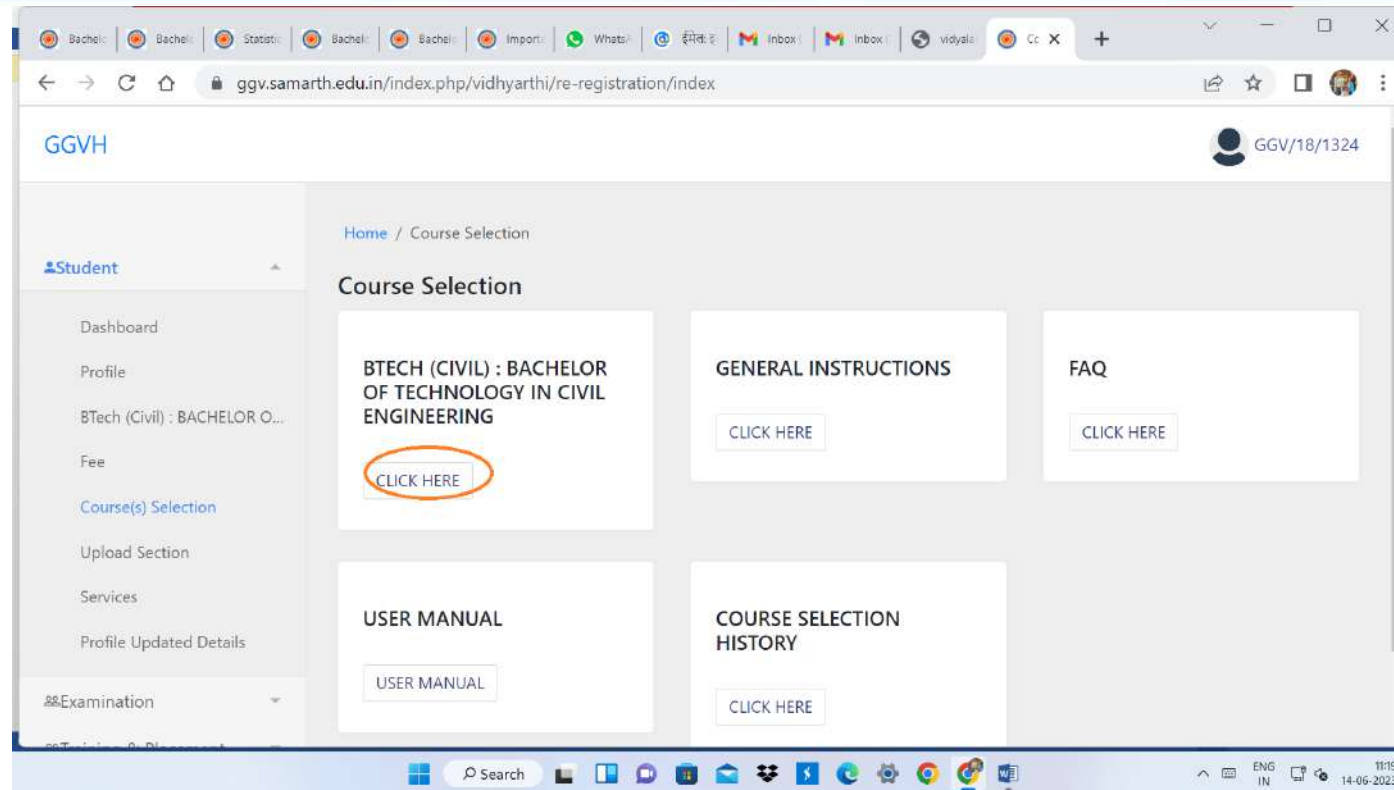 Bachelo
Bachel
Statistic
Bachelo
Bachelo
Import
WhatsA
ईमेल:
Inbox (
Inbox (
vidyala
Cc
ggv.samarth.edu.in/index.php/vidhyarthi/re-registration/index
GGVH
GGV/18/1324
Home / Course Selection
Student
Course Selection
Dashboard
Profile
BTech (Civil) : BACHELOR O...
Fee
Course(s) Selection
Upload Section
Services
Profile Updated Details
Examination
BTECH (CIVIL) : BACHELOR
OF TECHNOLOGY IN CIVIL
ENGINEERING
CLICK HERE
GENERAL INSTRUCTIONS
CLICK HERE
FAQ
CLICK HERE
USER MANUAL
USER MANUAL
COURSE SELECTION
HISTORY
CLICK HERE
Search
ENG
IN
11:19
14-06-2023